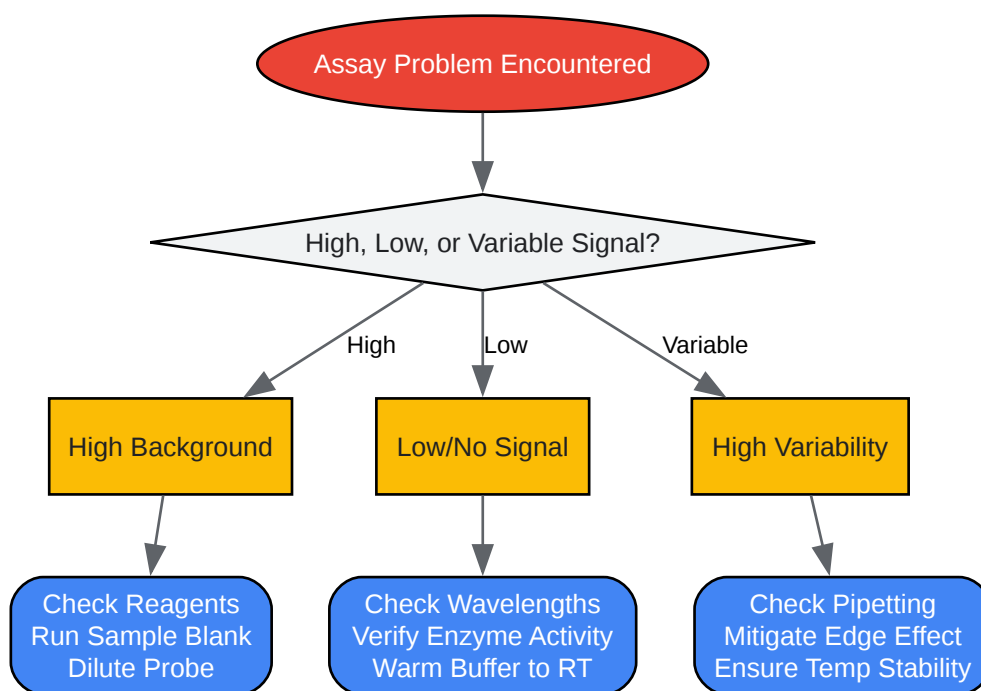 Assay Problem Encountered
High, Low, or Variable Signal?
High
Low
Variable
High Background
Low/No Signal
High Variability
Check Reagents
Run Sample Blank
Dilute Probe
Check Wavelengths
Verify Enzyme Activity
Warm Buffer to RT
Check Pipetting
Mitigate Edge Effect
Ensure Temp Stability